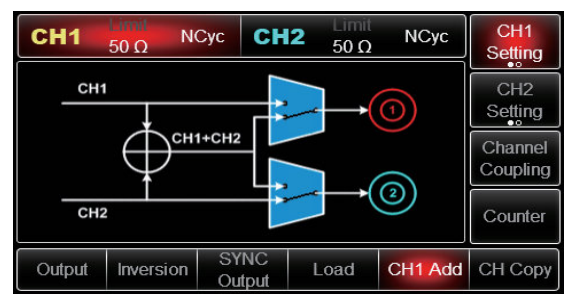 CH1 Limit 50 Ω NCyc CH2 Limit 50 Ω NCyc
CH1 Setting
CH2 Setting
Channel Coupling
Counter
CH1
CH1+CH2
CH2
1
2
Output Inversion SYNC Output Load CH1 Add CH Copy